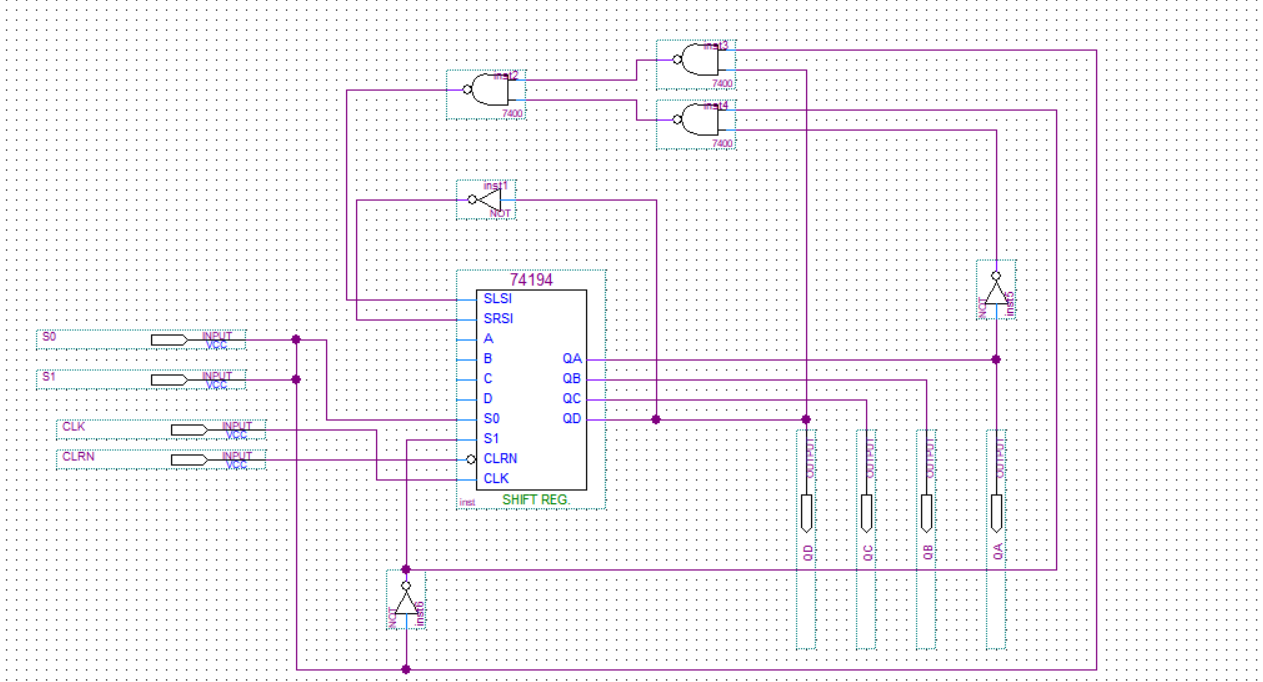 inst3
7400
inst2
7400
inst4
7400
inst1
NOT
inst5
NOT
74194
SLSI
SRSI
A
B
C
D
S0
S1
CLRN
CLK
QA
QB
QC
QD
inst
SHIFT REG.
S0
INPUT
VCC
S1
INPUT
VCC
CLK
INPUT
VCC
CLRN
INPUT
VCC
OUTPUT
QD
OUTPUT
QC
OUTPUT
QB
OUTPUT
QA
NOT
inst6